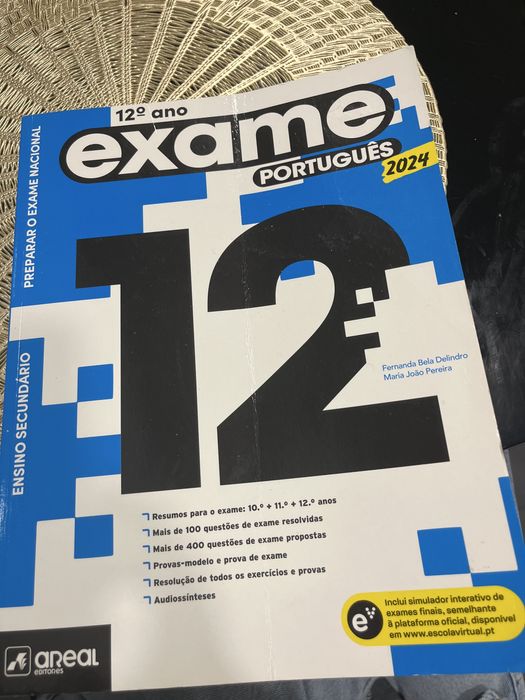 12º ano
exame
PORTUGUÊS
2024
PREPARAR O EXAME NACIONAL
ENSINO SECUNDÁRIO
12
Fernanda Bela Delindro
Maria João Pereira
Resumos para o exame: 10.º + 11.º + 12.º anos
Mais de 100 questões de exame resolvidas
Mais de 400 questões de exame propostas
Provas-modelo e prova de exame
Resolução de todos os exercícios e provas
Audiossínteses
e
Inclui simulador interativo de
exames finais, semelhante
à plataforma oficial, disponível
em www.escolavirtual.pt
AREAL
EDITORES